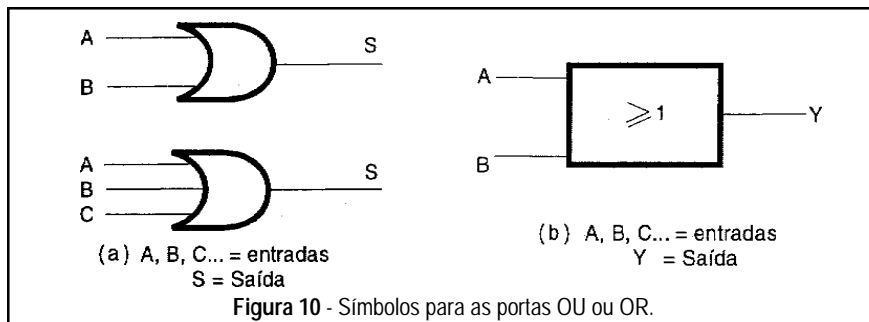 A
S
B
A
B
C
S
(a) A, B, C... = entradas
S = Saída
A
⩾ 1
Y
B
(b) A, B, C... = entradas
Y = Saída
Figura 10 - Símbolos para as portas OU ou OR.